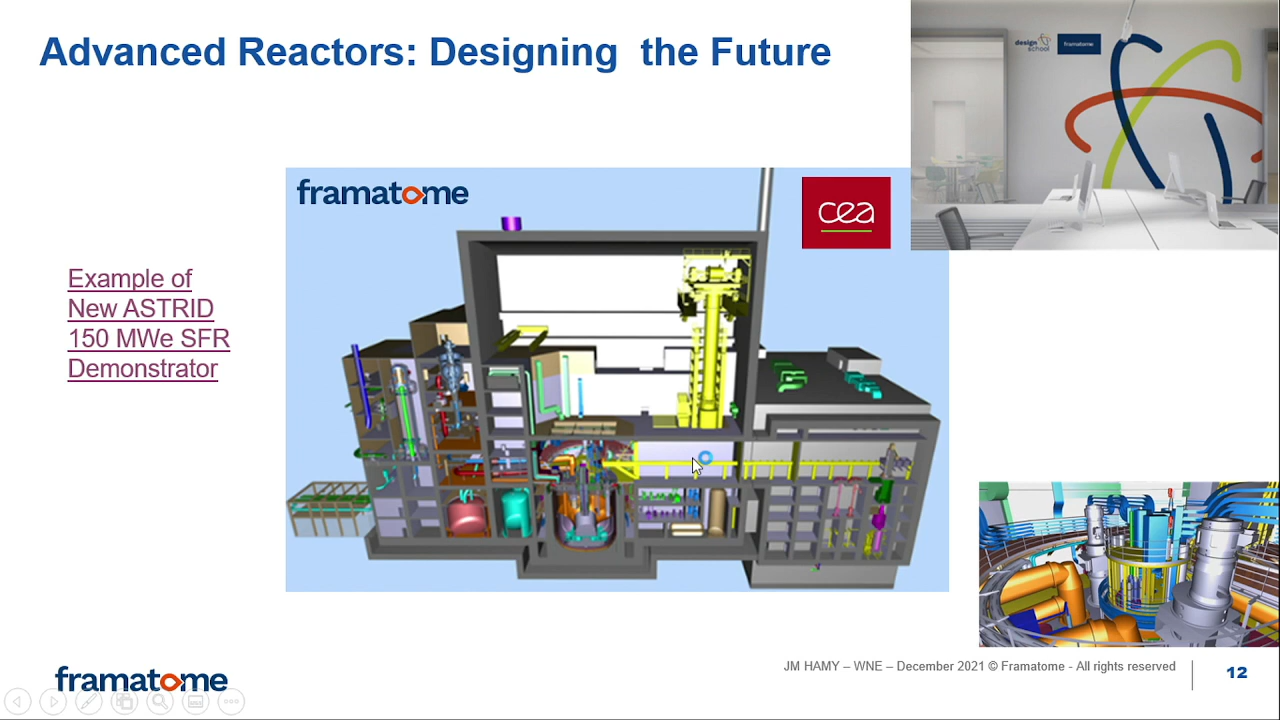 Advanced Reactors: Designing the Future
design
school
framatome
framatome
cea
Example of
New ASTRID
150 MWe SFR
Demonstrator
JM HAMY – WNE – December 2021 © Framatome - All rights reserved
12
framatome